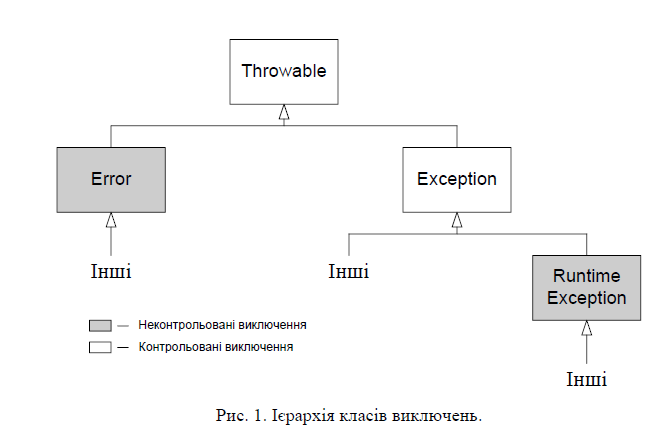 Throwable
Error
Exception
Інші
Інші
Runtime
Exception
— Неконтрольовані виключення
— Контрольовані виключення
Інші
Рис. 1. Ієрархія класів виключень.